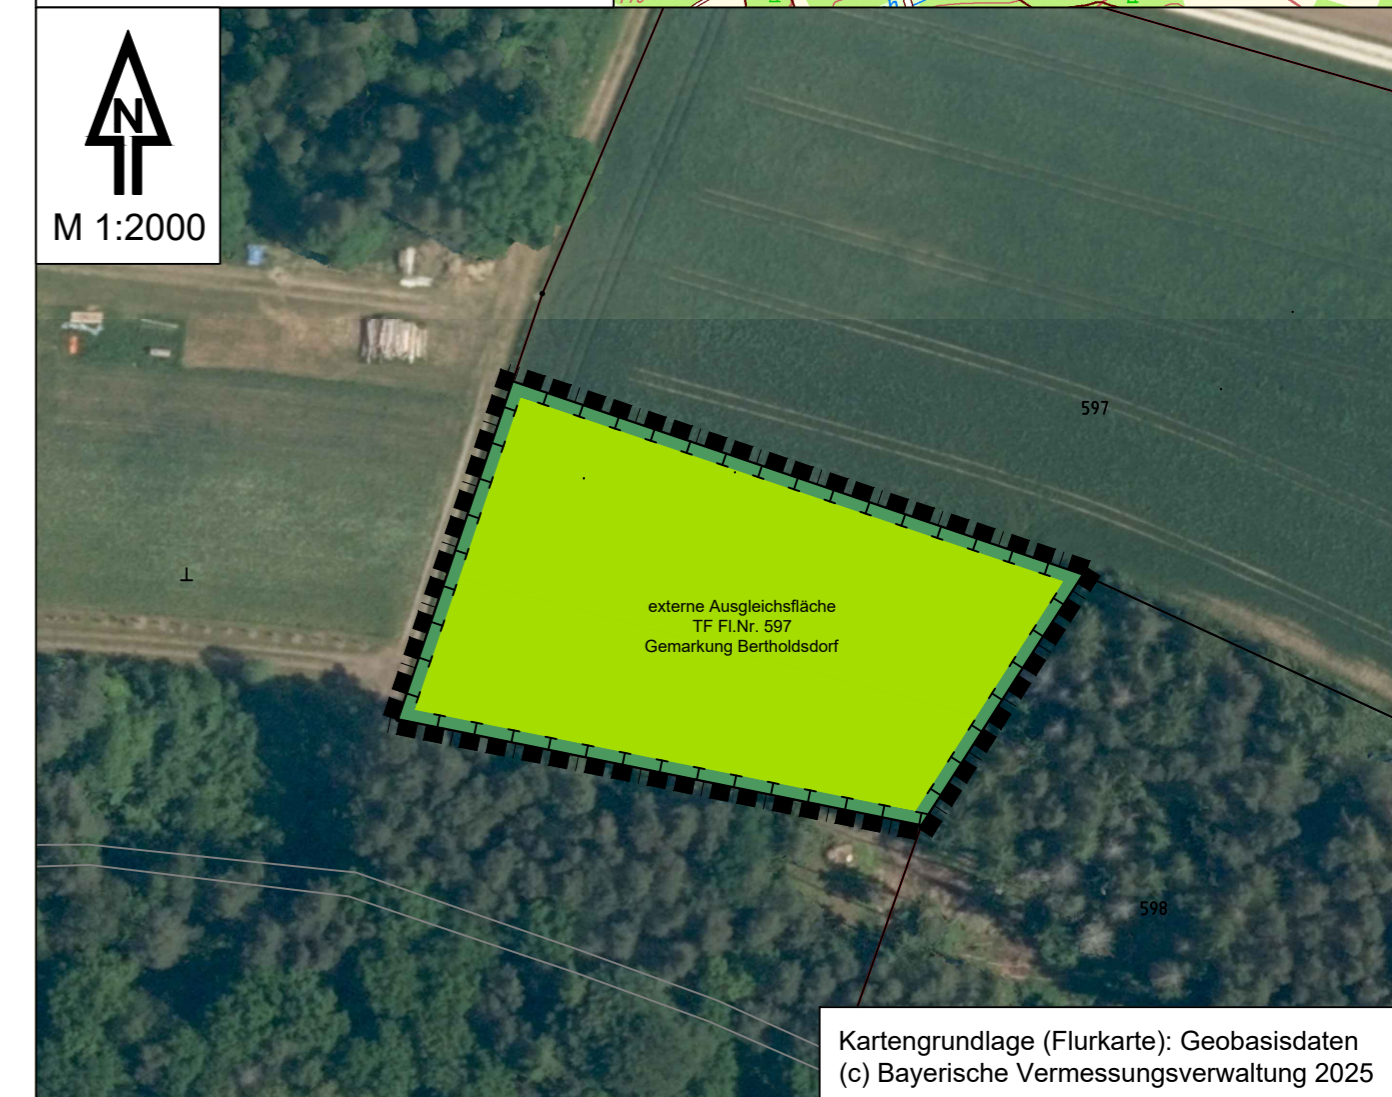 N
M 1:2000
597
externe Ausgleichsfläche
TF Fl.Nr. 597
Gemarkung Bertholdsdorf
598
Kartengrundlage (Flurkarte): Geobasisdaten
(c) Bayerische Vermessungsverwaltung 2025